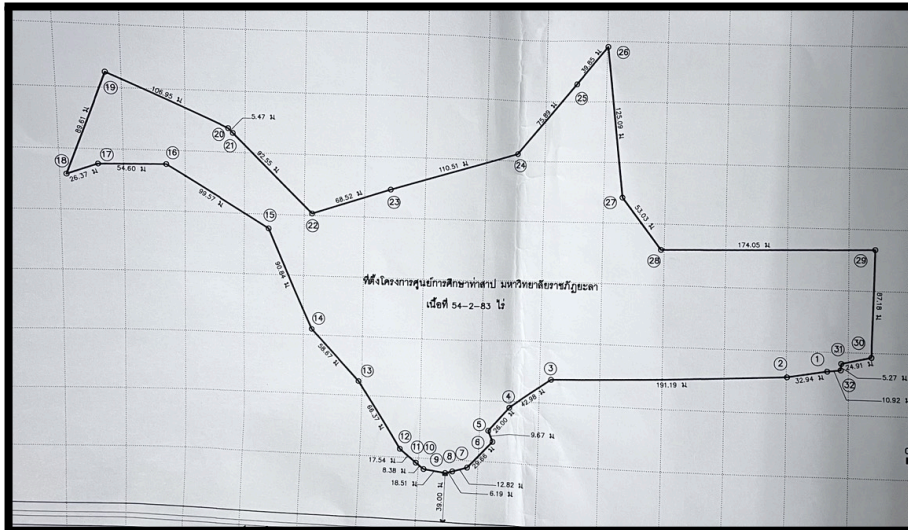 26
39.85 ม
25
19
106.95 ม
75.89 ม
125.09 ม
89.61 ม
20
5.47 ม
21
18
17
16
24
26.37 ม
54.60 ม
92.55 ม
110.51 ม
99.57 ม
68.52 ม
23
27
15
22
53.03 ม
28
174.05 ม
29
90.84 ม
ที่ตั้งโครงการศูนย์การศึกษาท่าสาป มหาวิทยาลัยราชภัฏยะลา
เนื้อที่ 54-2-83 ไร่
87.18 ม
14
58.67 ม
13
3
2
1
31
30
24.91 ม
5.27 ม
191.19 ม
32.94 ม
32
10.92 ม
42.98 ม
4
68.37 ม
26.00 ม
5
9.67 ม
6
12
11
10
9
8
7
29.66 ม
17.54 ม
8.38 ม
18.51 ม
12.82 ม
6.19 ม
39.00 ม